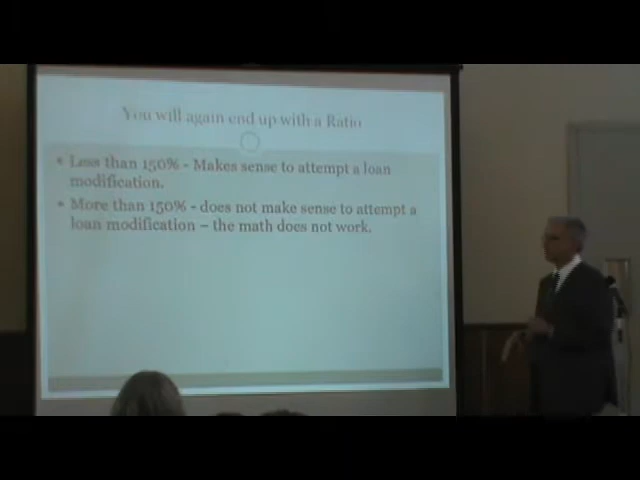 You will again end up with a Ratio
Less than 150% - Makes sense to attempt a loan
modification.
More than 150% - does not make sense to attempt a
loan modification – the math does not work.